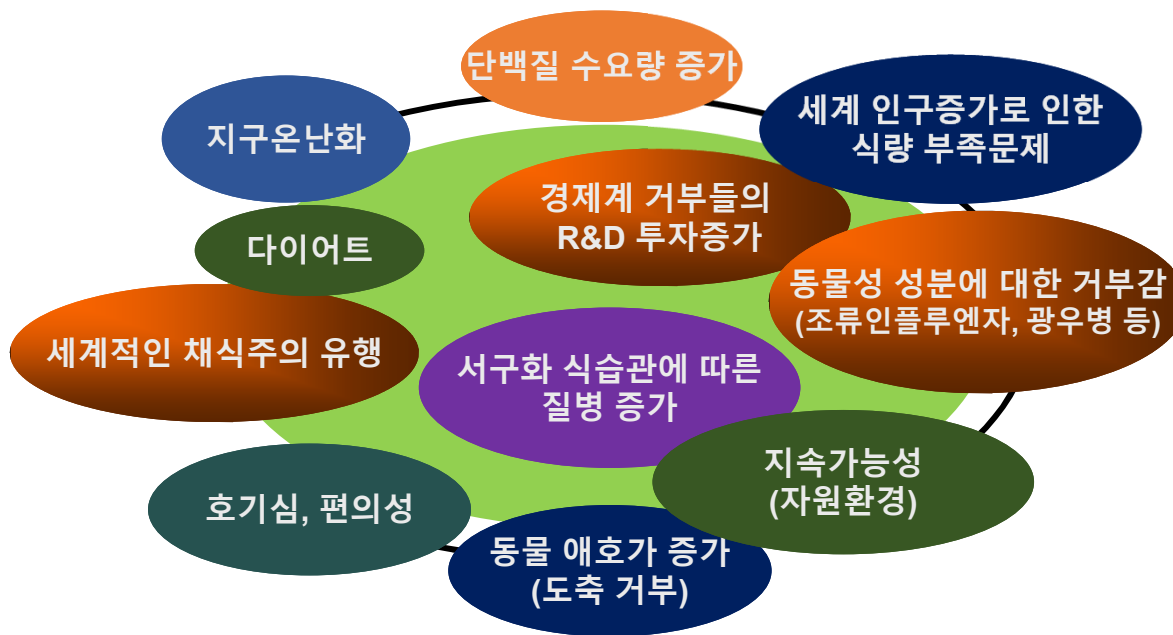 단백질 수요량 증가
지구온난화
세계 인구증가로 인한
식량 부족문제
경제계 거부들의
R&D 투자증가
다이어트
동물성 성분에 대한 거부감
(조류인플루엔자, 광우병 등)
세계적인 채식주의 유행
서구화 식습관에 따른
질병 증가
지속가능성
(자원환경)
호기심, 편의성
동물 애호가 증가
(도축 거부)